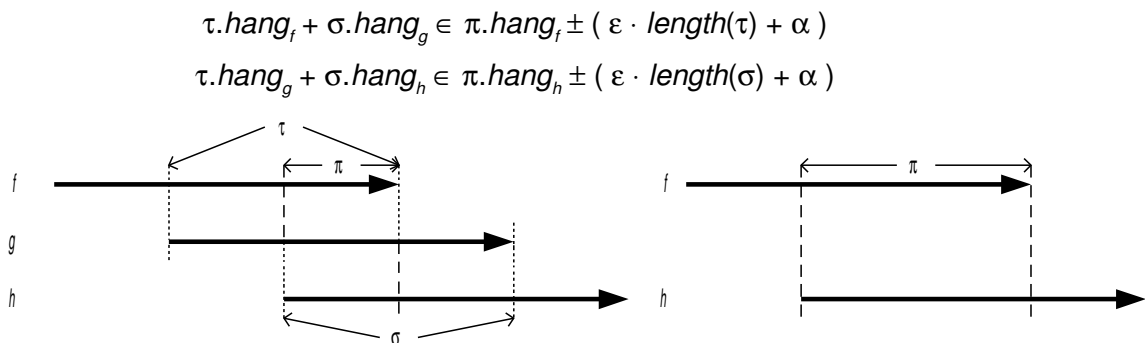 τ.hang_f + σ.hang_g ∈ π.hang_f ± ( ε · length(τ) + α )
τ.hang_g + σ.hang_h ∈ π.hang_h ± ( ε · length(σ) + α )
τ
π
π
f
f
g
h
h
σ